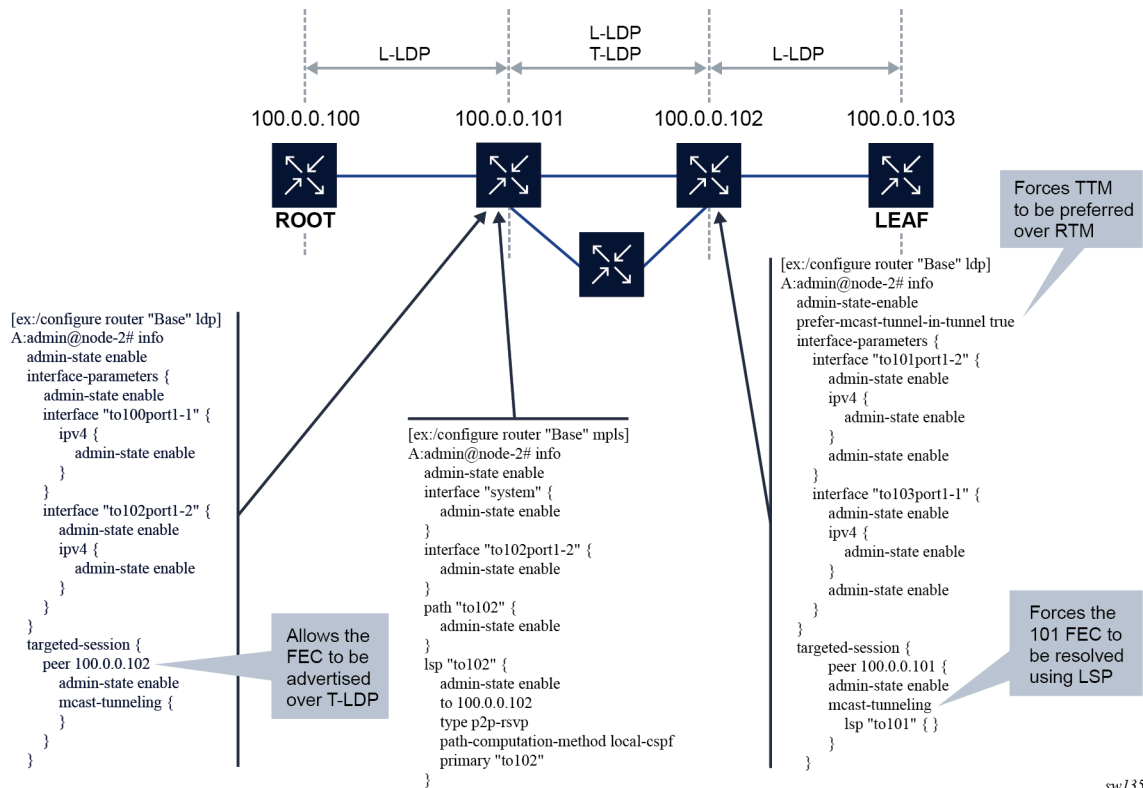 L-LDP
L-LDP
T-LDP
L-LDP
100.0.0.100
100.0.0.101
100.0.0.102
100.0.0.103
ROOT
LEAF
Forces TTM
to be preferred
over RTM
[ex:/configure router "Base" ldp]
A:admin@node-2# info
admin-state enable
interface-parameters {
admin-state enable
interface "to100port1-1" {
ipv4 {
admin-state enable
}
}
interface "to102port1-2" {
admin-state enable
ipv4 {
admin-state enable
}
}
}
targeted-session {
peer 100.0.0.102
admin-state enable
mcast-tunneling {
}
}
}
Allows the
FEC to be
advertised
over T-LDP
[ex:/configure router "Base" mpls]
A:admin@node-2# info
admin-state enable
interface "system" {
admin-state enable
}
interface "to102port1-2" {
admin-state enable
}
path "to102" {
admin-state enable
}
lsp "to102" {
admin-state enable
to 100.0.0.102
type p2p-rsvp
path-computation-method local-cspf
primary "to102"
}
[ex:/configure router "Base" ldp]
A:admin@node-2# info
admin-state-enable
prefer-mcast-tunnel-in-tunnel true
interface-parameters {
interface "to101port1-2" {
admin-state enable
ipv4 {
admin-state enable
}
admin-state enable
}
interface "to103port1-1" {
admin-state enable
ipv4 {
admin-state enable
}
admin-state enable
}
}
targeted-session {
peer 100.0.0.101 {
admin-state enable
mcast-tunneling
lsp "to101" { }
}
}
Forces the
101 FEC to
be resolved
using LSP
sw135